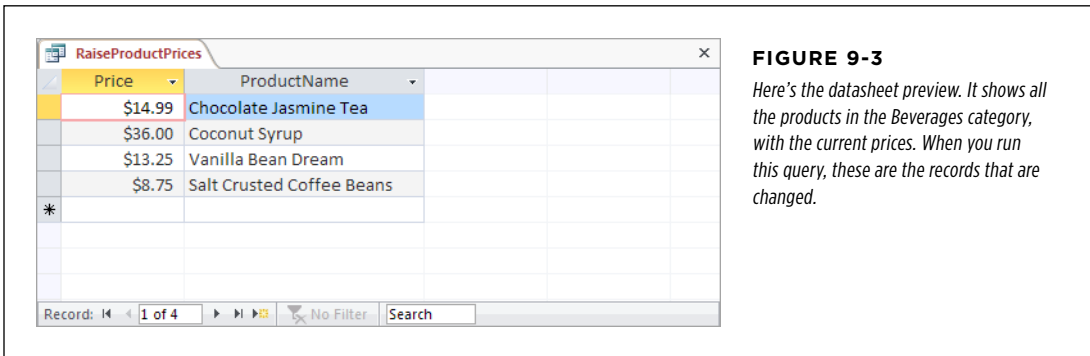 RaiseProductPrices
Price ProductName
$14.99 Chocolate Jasmine Tea
$36.00 Coconut Syrup
$13.25 Vanilla Bean Dream
$8.75 Salt Crusted Coffee Beans
Record: 1 of 4 No Filter Search
FIGURE 9-3
Here's the datasheet preview. It shows all
the products in the Beverages category,
with the current prices. When you run
this query, these are the records that are
changed.